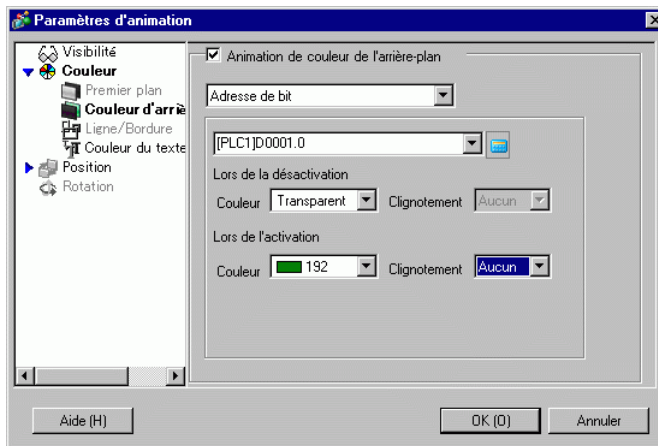 Paramètres d'animation
Visibilité
Couleur
Premier plan
Couleur d'arriè
Ligne/Bordure
Couleur du texte
Position
Rotation
Animation de couleur de l'arrière-plan
Adresse de bit
[PLC1]D0001.0
Lors de la désactivation
Couleur Transparent Clignotement Aucun
Lors de l'activation
Couleur 192 Clignotement Aucun
Aide (H) OK (O) Annuler